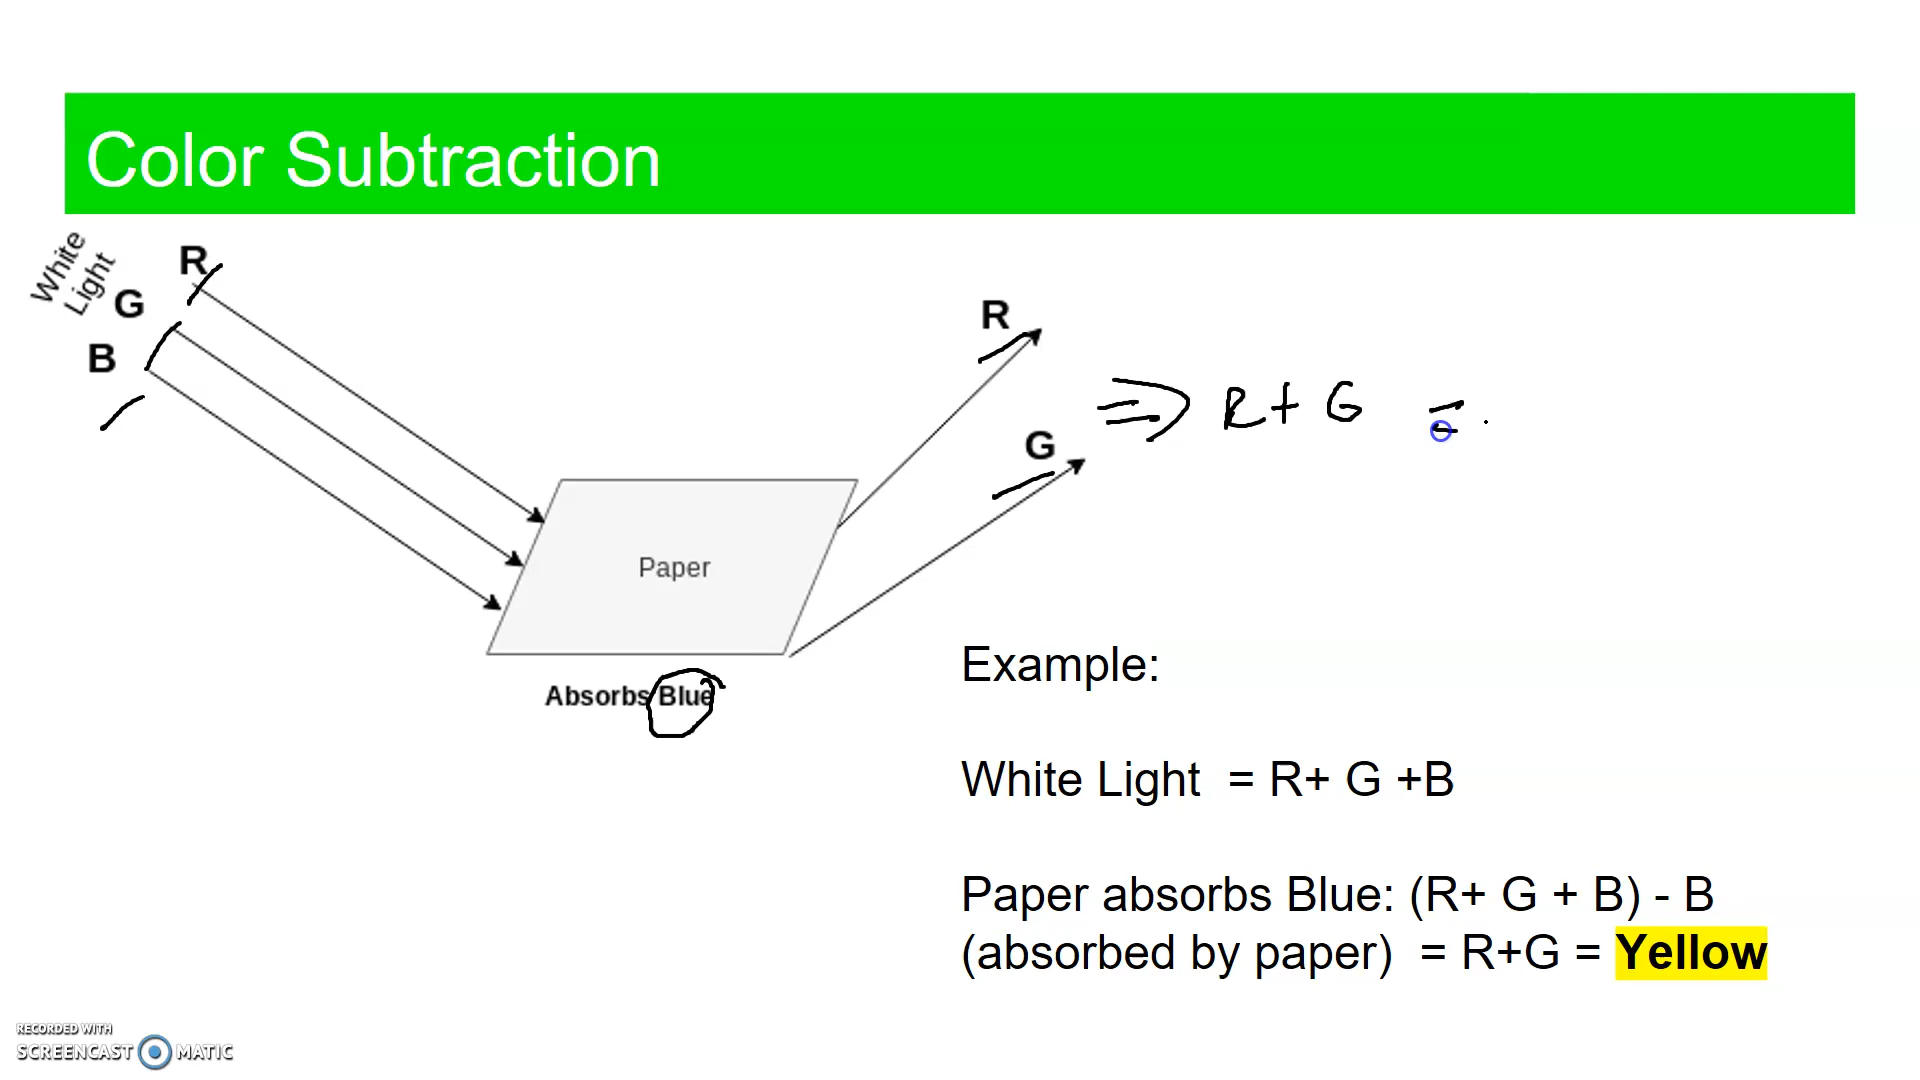 Color Subtraction
White
Light
R
G
B
R
G
R + G =
Paper
Absorbs Blue
Example:
White Light = R+ G +B
Paper absorbs Blue: (R+ G + B) - B
(absorbed by paper) = R+G = Yellow
RECORDED WITH
SCREENCAST MATIC